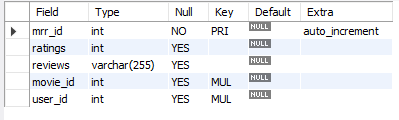 Field Type Null Key Default Extra
mrr_id int NO PRI NULL auto_increment
ratings int YES NULL
reviews varchar(255) YES NULL
movie_id int YES MUL NULL
user_id int YES MUL NULL